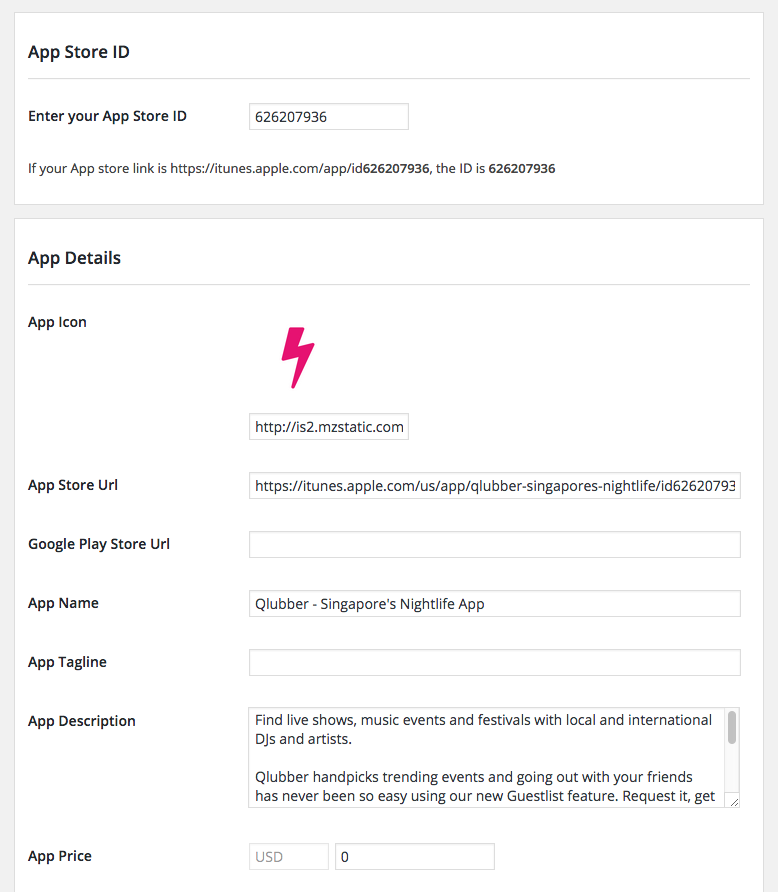 App Store ID
Enter your App Store ID 626207936
If your App store link is https://itunes.apple.com/app/id626207936, the ID is 626207936
App Details
App Icon
http://is2.mzstatic.com
App Store Url https://itunes.apple.com/us/app/qlubber-singapores-nightlife/id62620793
Google Play Store Url
App Name Qlubber - Singapore's Nightlife App
App Tagline
App Description Find live shows, music events and festivals with local and international
DJs and artists.
Qlubber handpicks trending events and going out with your friends
has never been so easy using our new Guestlist feature. Request it, get
App Price USD 0